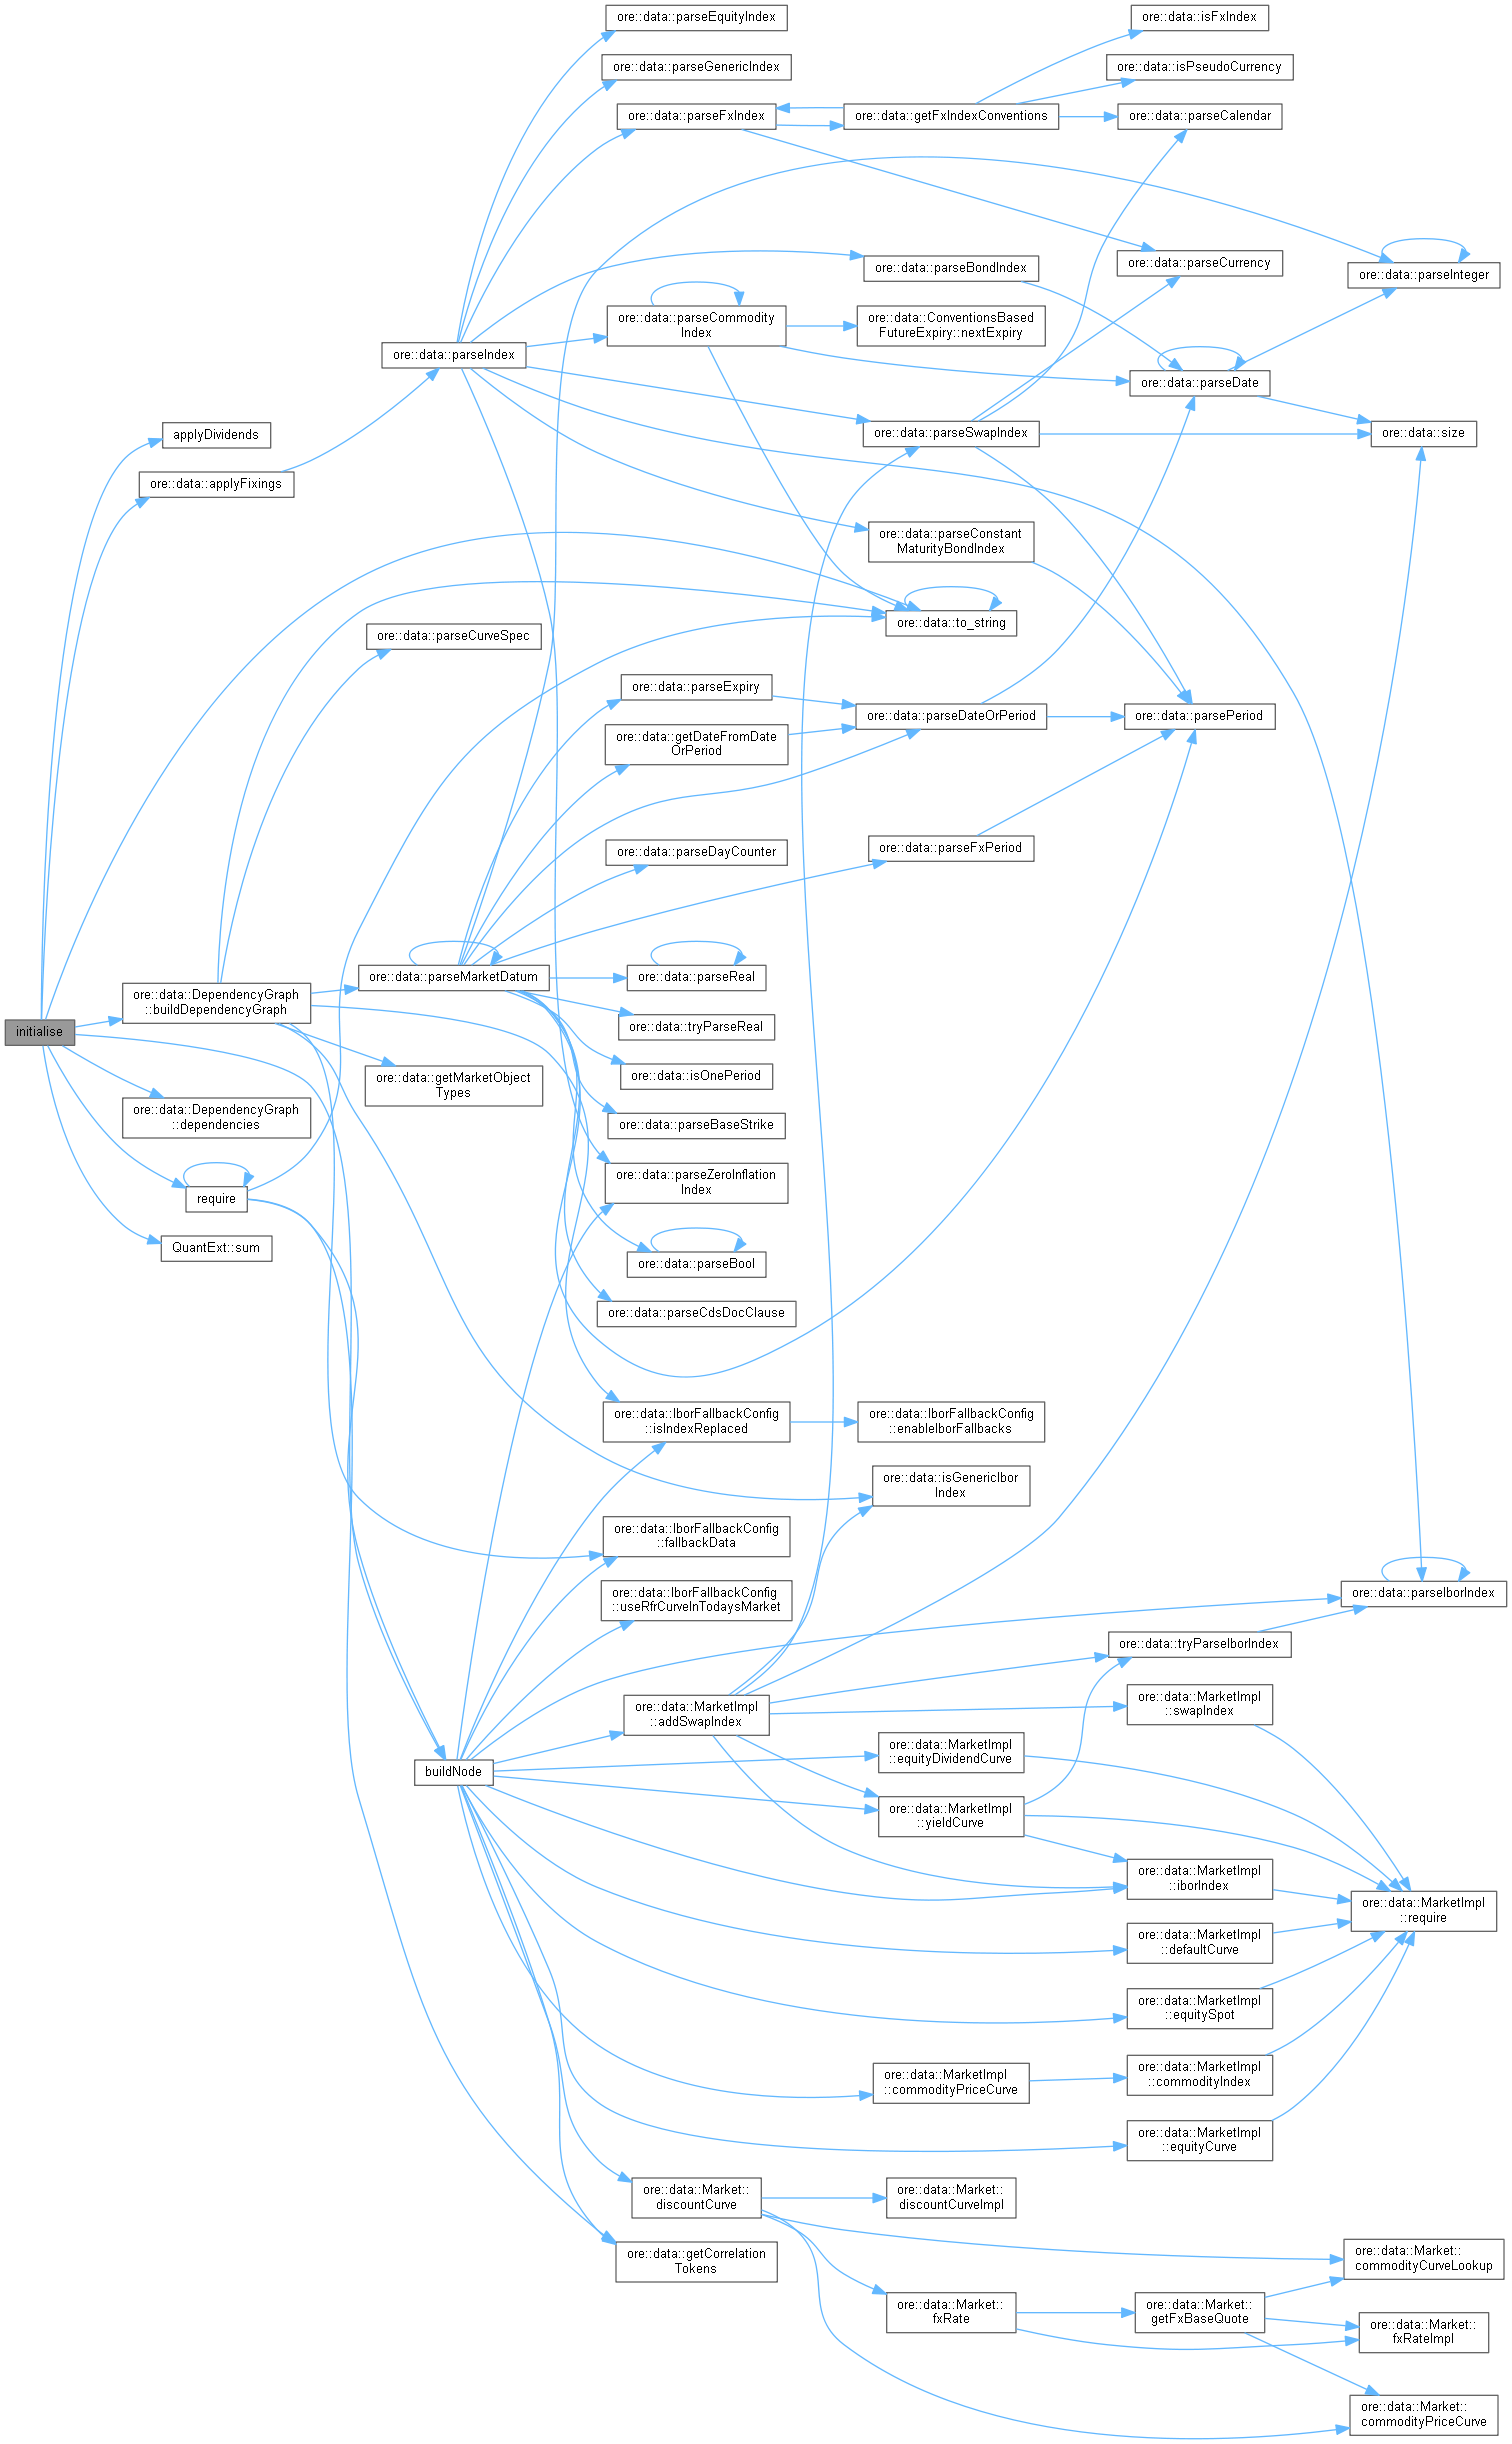 ore::data::parseEquityIndex
ore::data::isFxIndex
ore::data::parseGenericIndex
ore::data::isPseudoCurrency
ore::data::parseFxIndex
ore::data::getFxIndexConventions
ore::data::parseCalendar
ore::data::parseBondIndex
ore::data::parseCurrency
ore::data::parseInteger
ore::data::parseCommodity
Index
ore::data::ConventionsBased
FutureExpiry::nextExpiry
ore::data::parseIndex
ore::data::parseDate
applyDividends
ore::data::parseSwapIndex
ore::data::size
ore::data::applyFixings
ore::data::parseConstant
MaturityBondIndex
ore::data::to_string
ore::data::parseCurveSpec
ore::data::parseExpiry
ore::data::parseDateOrPeriod
ore::data::parsePeriod
ore::data::getDateFromDate
OrPeriod
ore::data::parseDayCounter
ore::data::parseFxPeriod
ore::data::parseMarketDatum
ore::data::parseReal
ore::data::DependencyGraph
::buildDependencyGraph
initialise
ore::data::tryParseReal
ore::data::getMarketObject
Types
ore::data::isOnePeriod
ore::data::DependencyGraph
::dependencies
ore::data::parseBaseStrike
require
ore::data::parseZeroInflation
Index
QuantExt::sum
ore::data::parseBool
ore::data::parseCdsDocClause
ore::data::IborFallbackConfig
::isIndexReplaced
ore::data::IborFallbackConfig
::enableIborFallbacks
ore::data::isGenericIbor
Index
ore::data::IborFallbackConfig
::fallbackData
ore::data::IborFallbackConfig
::useRfrCurveInTodaysMarket
ore::data::parseIborIndex
ore::data::tryParseIborIndex
ore::data::MarketImpl
::addSwapIndex
ore::data::MarketImpl
::swapIndex
ore::data::MarketImpl
::equityDividendCurve
buildNode
ore::data::MarketImpl
::yieldCurve
ore::data::MarketImpl
::iborIndex
ore::data::MarketImpl
::require
ore::data::MarketImpl
::defaultCurve
ore::data::MarketImpl
::equitySpot
ore::data::MarketImpl
::commodityPriceCurve
ore::data::MarketImpl
::commodityIndex
ore::data::MarketImpl
::equityCurve
ore::data::Market::
discountCurve
ore::data::Market::
discountCurveImpl
ore::data::getCorrelation
Tokens
ore::data::Market::
commodityCurveLookup
ore::data::Market::
fxRate
ore::data::Market::
getFxBaseQuote
ore::data::Market::
fxRateImpl
ore::data::Market::
commodityPriceCurve